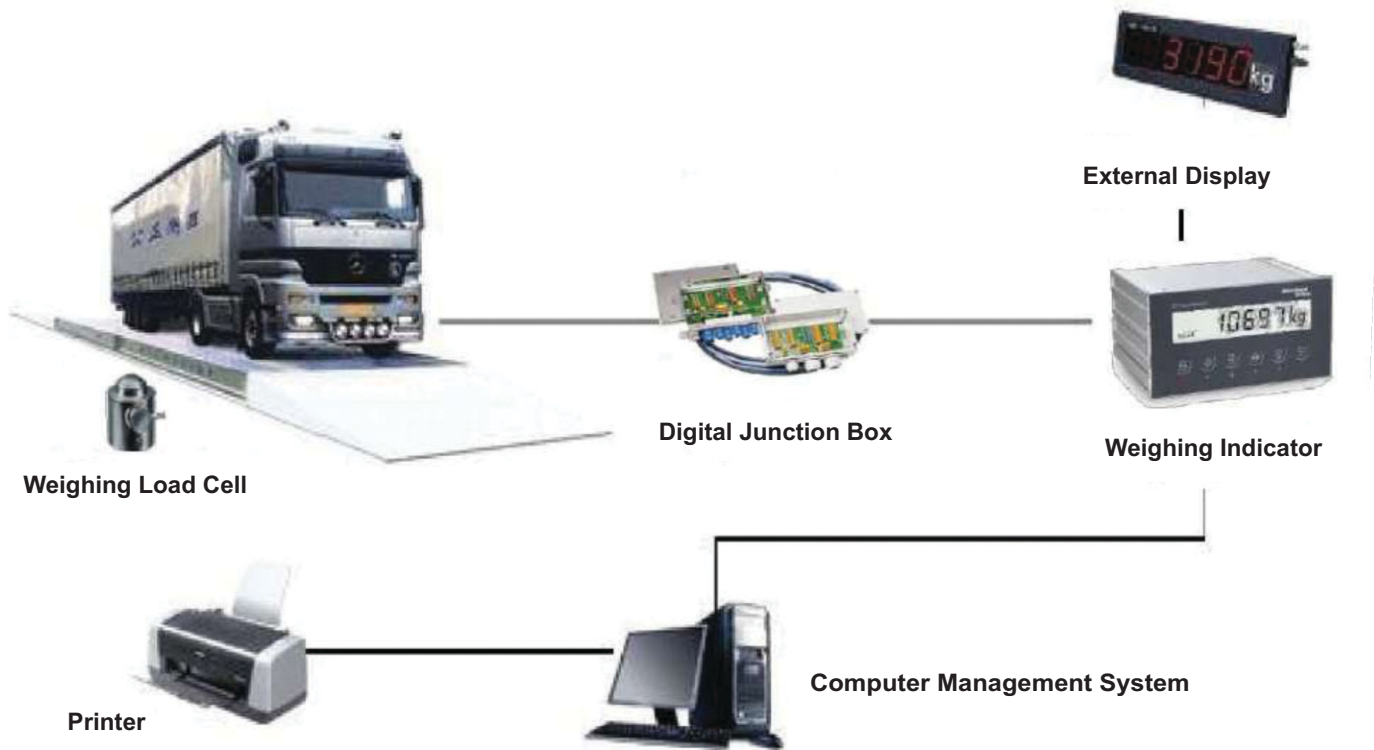 3190kg
External Display
10697kg
Digital Junction Box
Weighing Indicator
Weighing Load Cell
Computer Management System
Printer